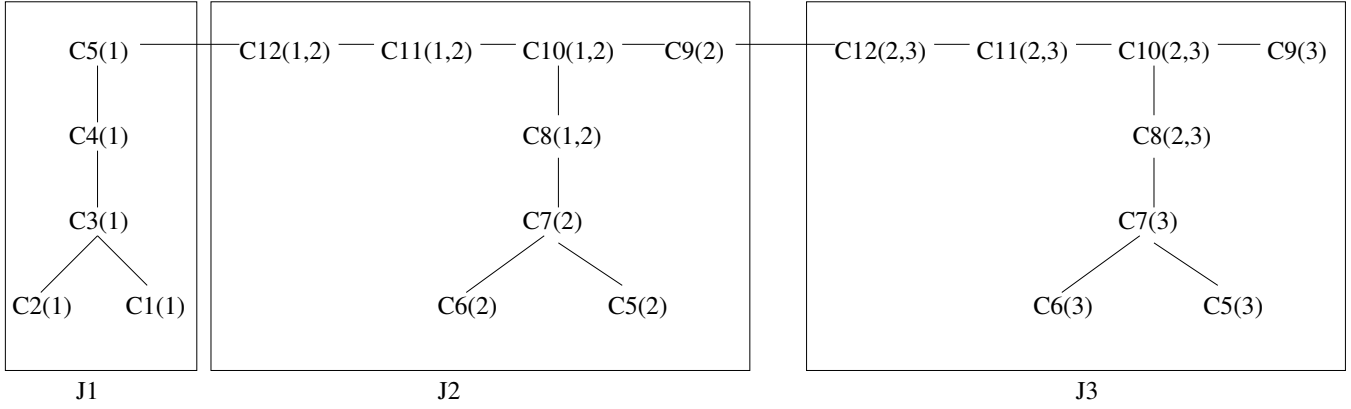 C5(1) C12(1,2) C11(1,2) C10(1,2) C9(2) C12(2,3) C11(2,3) C10(2,3) C9(3)
C4(1) C8(1,2) C8(2,3)
C3(1) C7(2) C7(3)
C2(1) C1(1) C6(2) C5(2) C6(3) C5(3)
J1 J2 J3